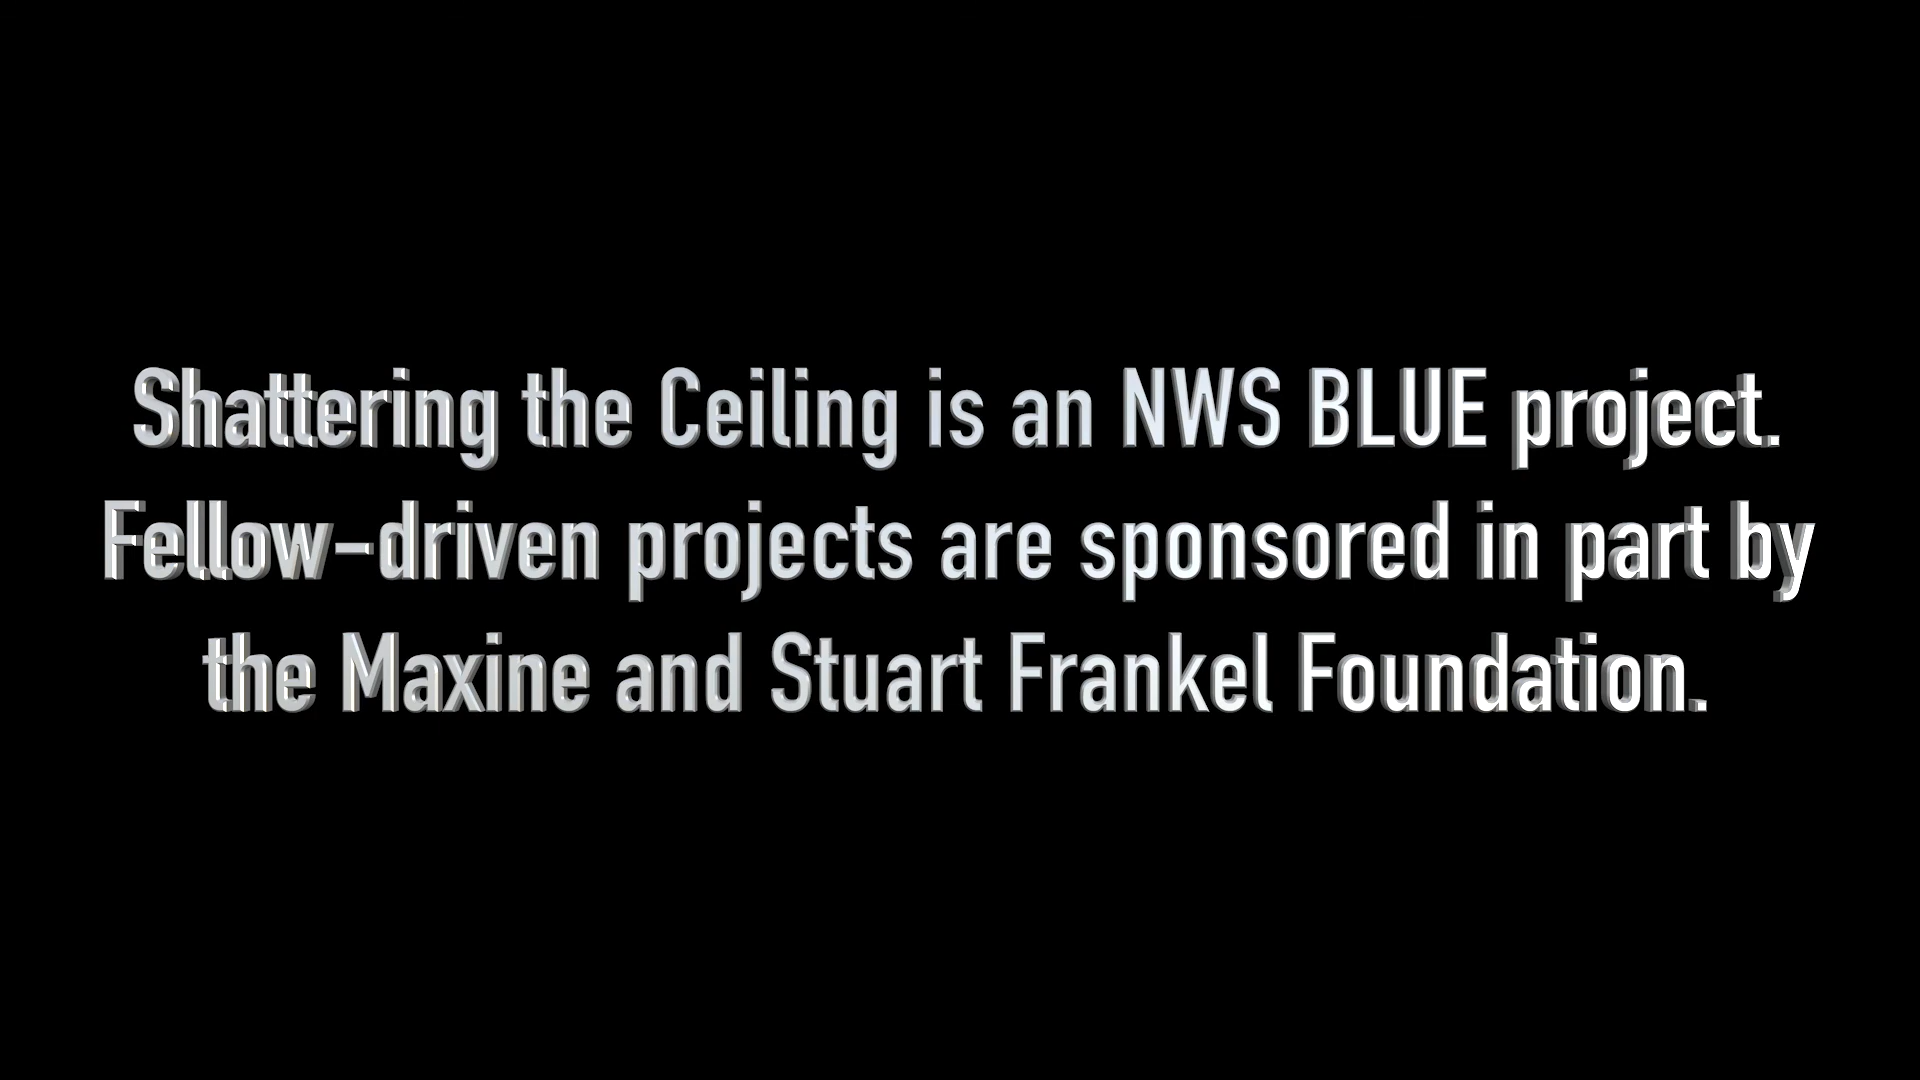 Shattering the Ceiling is an NWS BLUE project.
Fellow-driven projects are sponsored in part by
the Maxine and Stuart Frankel Foundation.